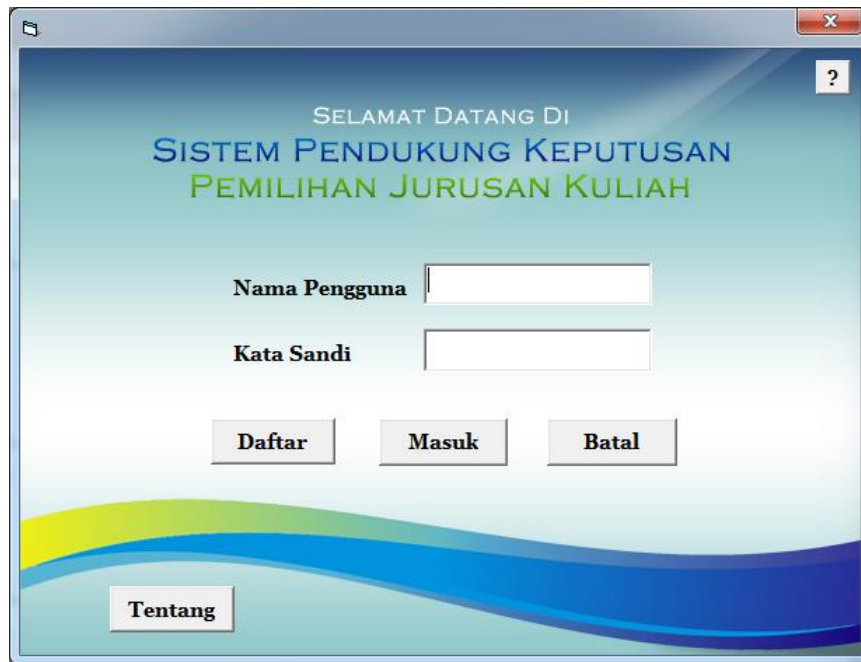 x
?
SELAMAT DATANG DI
SISTEM PENDUKUNG KEPUTUSAN
PEMILIHAN JURUSAN KULIAH
Nama Pengguna
Kata Sandi
Daftar Masuk Batal
Tentang